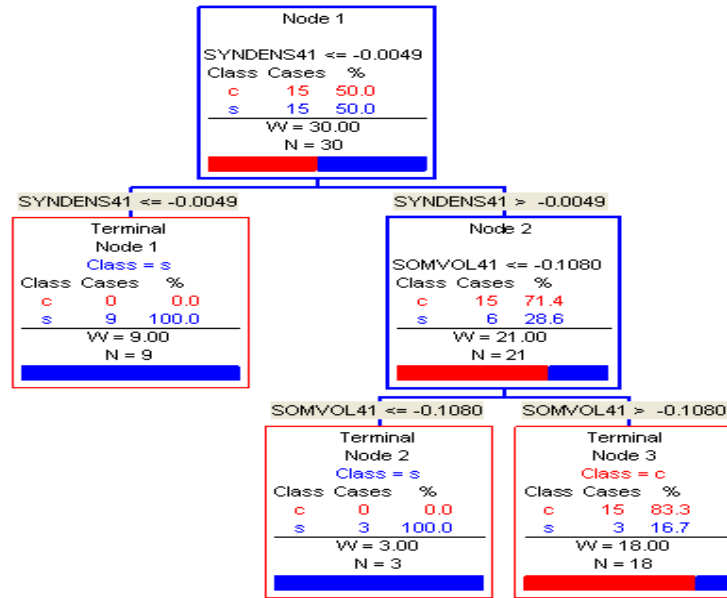 Node 1
SYNDENS41 <= -0.0049
Class Cases %
c 15 50.0
s 15 50.0
W = 30.00
N = 30
SYNDENS41 <= -0.0049
SYNDENS41 > -0.0049
Terminal
Node 1
Class = s
Class Cases %
c 0 0.0
s 9 100.0
W = 9.00
N = 9
Node 2
SOMVOL41 <= -0.1080
Class Cases %
c 15 71.4
s 6 28.6
W = 21.00
N = 21
SOMVOL41 <= -0.1080
SOMVOL41 > -0.1080
Terminal
Node 2
Class = s
Class Cases %
c 0 0.0
s 3 100.0
W = 3.00
N = 3
Terminal
Node 3
Class = c
Class Cases %
c 15 83.3
s 3 16.7
W = 18.00
N = 18